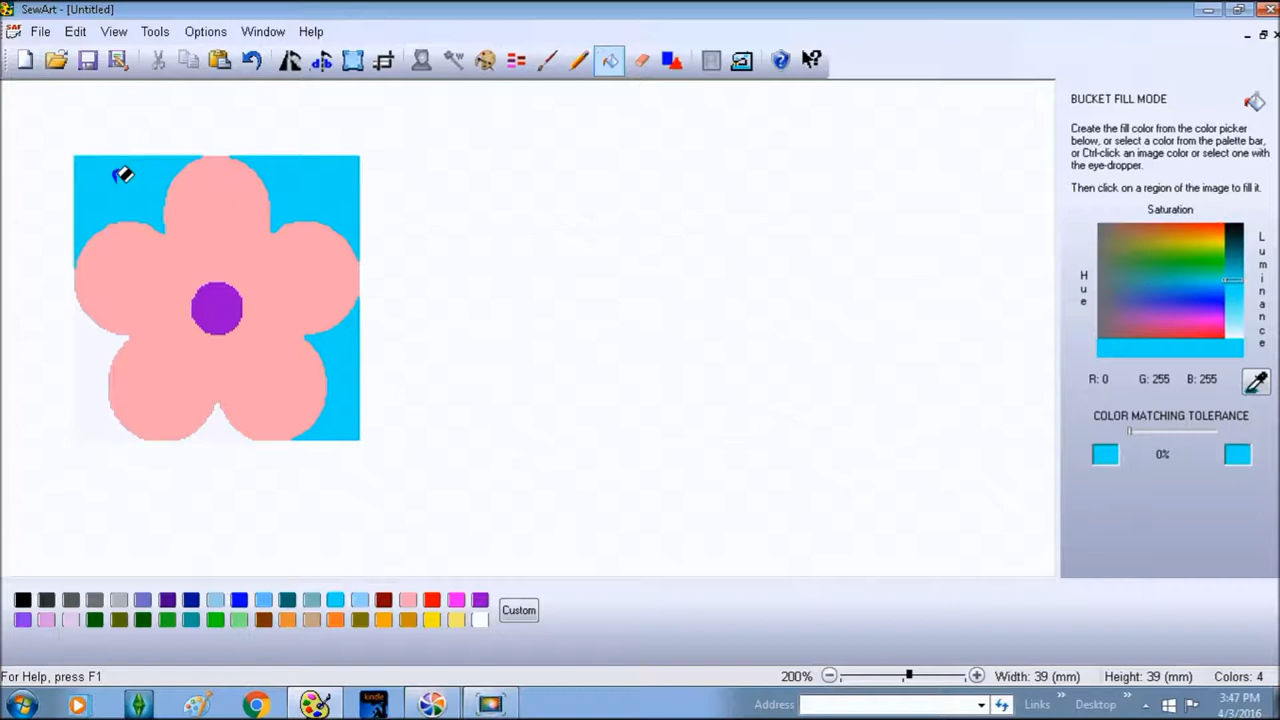 SewArt - [Untitled]
File Edit View Tools Options Window Help
BUCKET FILL MODE
Create the fill color from the color picker
below, or select a color from the palette bar,
or Ctrl-click an image color or select one with
the eye-dropper.
Then click on a region of the image to fill it.
Saturation
Hue
Luminance
R: 0 G: 255 B: 255
COLOR MATCHING TOLERANCE
0%
Custom
For Help, press F1
200%
Width: 39 (mm) Height: 39 (mm) Colors: 4
kindle
Address
Links
Desktop
3:47 PM
4/3/2016